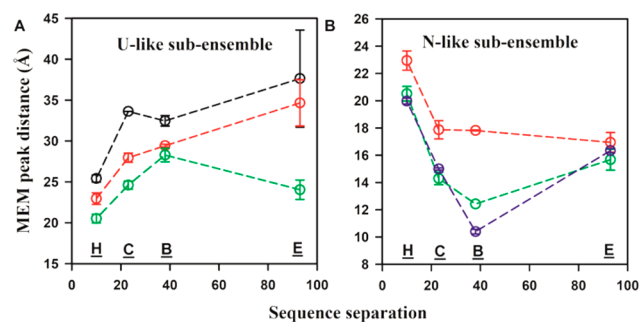 A
U-like sub-ensemble
B
N-like sub-ensemble
MEM peak distance (Å)
45
40
35
30
25
20
15
26
24
22
20
18
16
14
12
10
8
H C B E
H C B E
0 20 40 60 80 100
0 20 40 60 80 100
Sequence separation